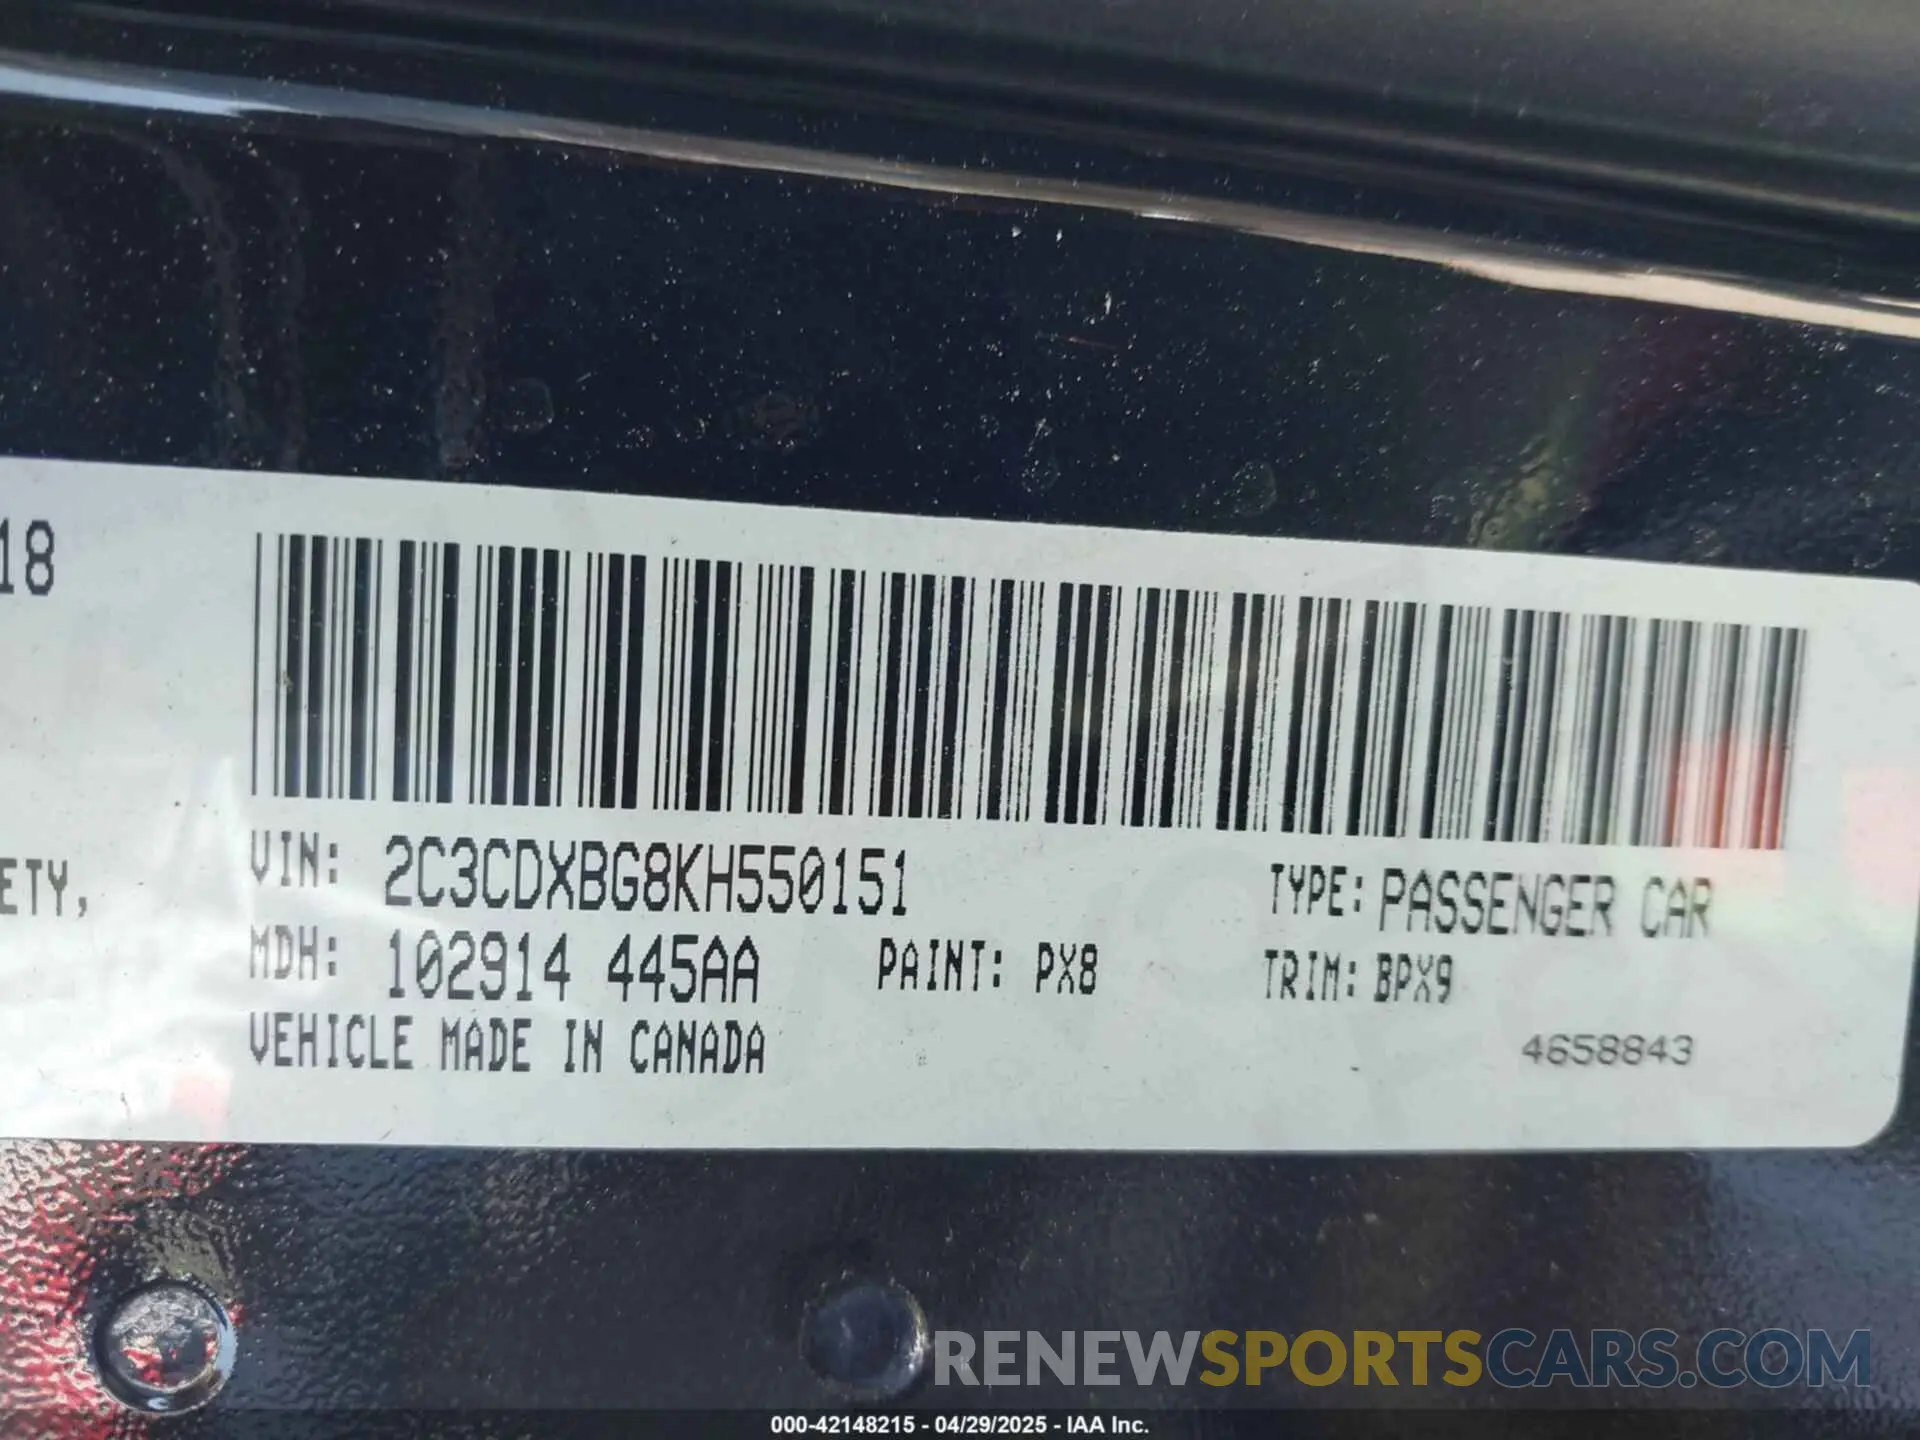 18
ETY,
VIN: 2C3CDXBG8KH550151
TYPE: PASSENGER CAR
MDH: 102914 445AA
PAINT: PX8
TRIM: BPX9
VEHICLE MADE IN CANADA
4658843
RENEWSPORTSCARS.COM
000-42148215 - 04/29/2025 - IAA Inc.